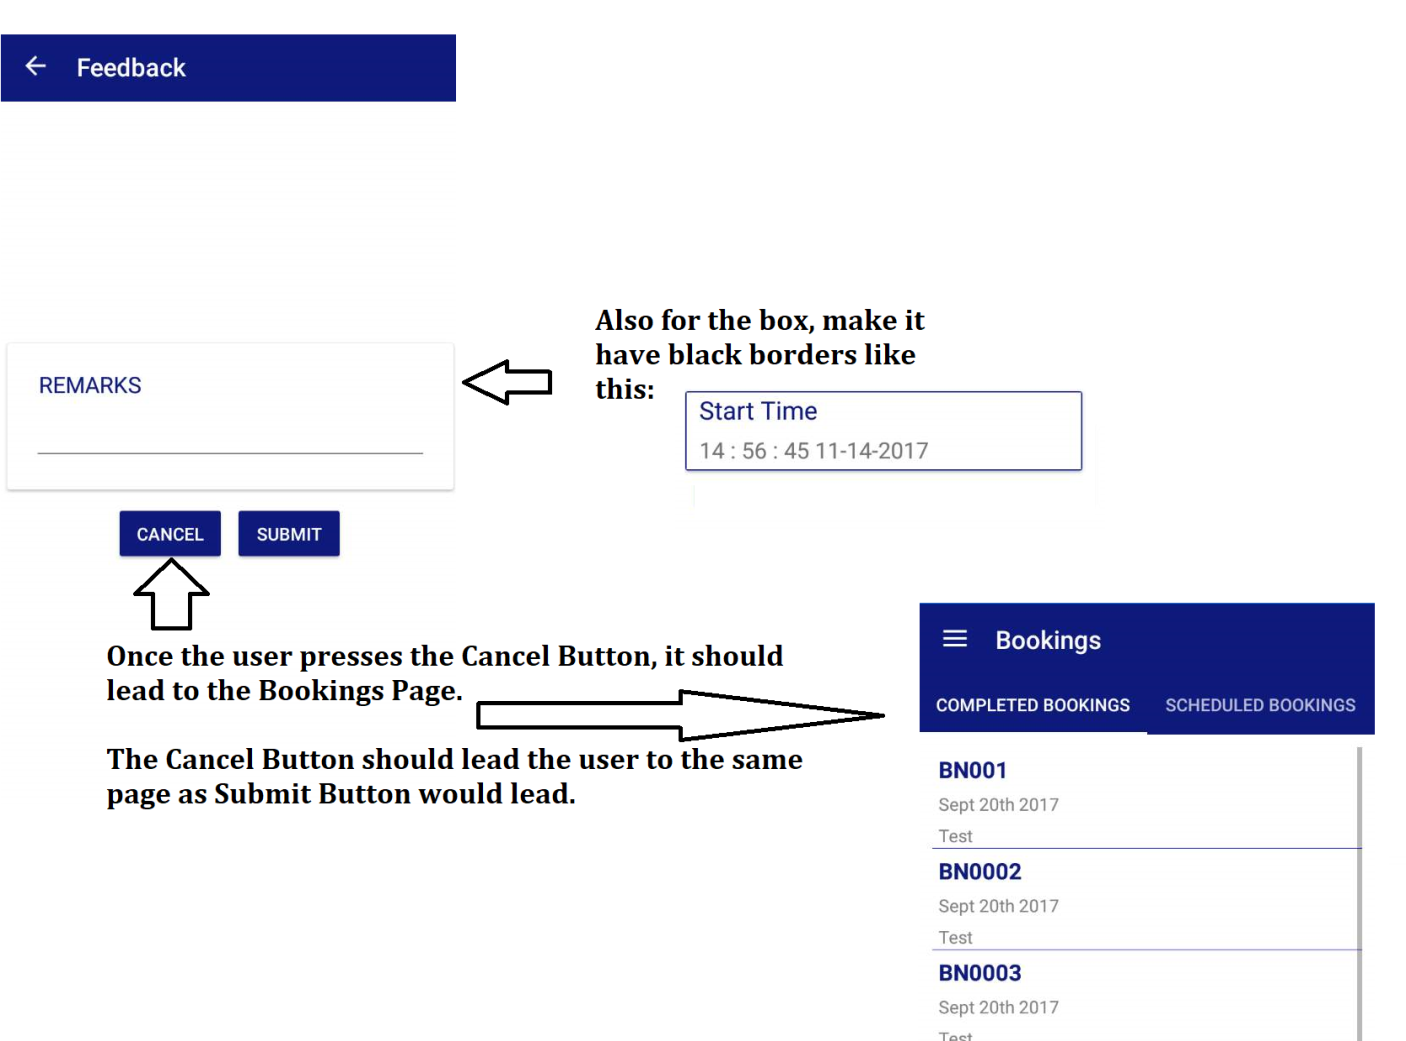 Feedback
Also for the box, make it
have black borders like
this:
Start Time
14 : 56 : 45 11-14-2017
REMARKS
CANCEL
SUBMIT
Once the user presses the Cancel Button, it should
lead to the Bookings Page.
The Cancel Button should lead the user to the same
page as Submit Button would lead.
Bookings
COMPLETED BOOKINGS
SCHEDULED BOOKINGS
BN001
Sept 20th 2017
Test
BN0002
Sept 20th 2017
Test
BN0003
Sept 20th 2017
Test